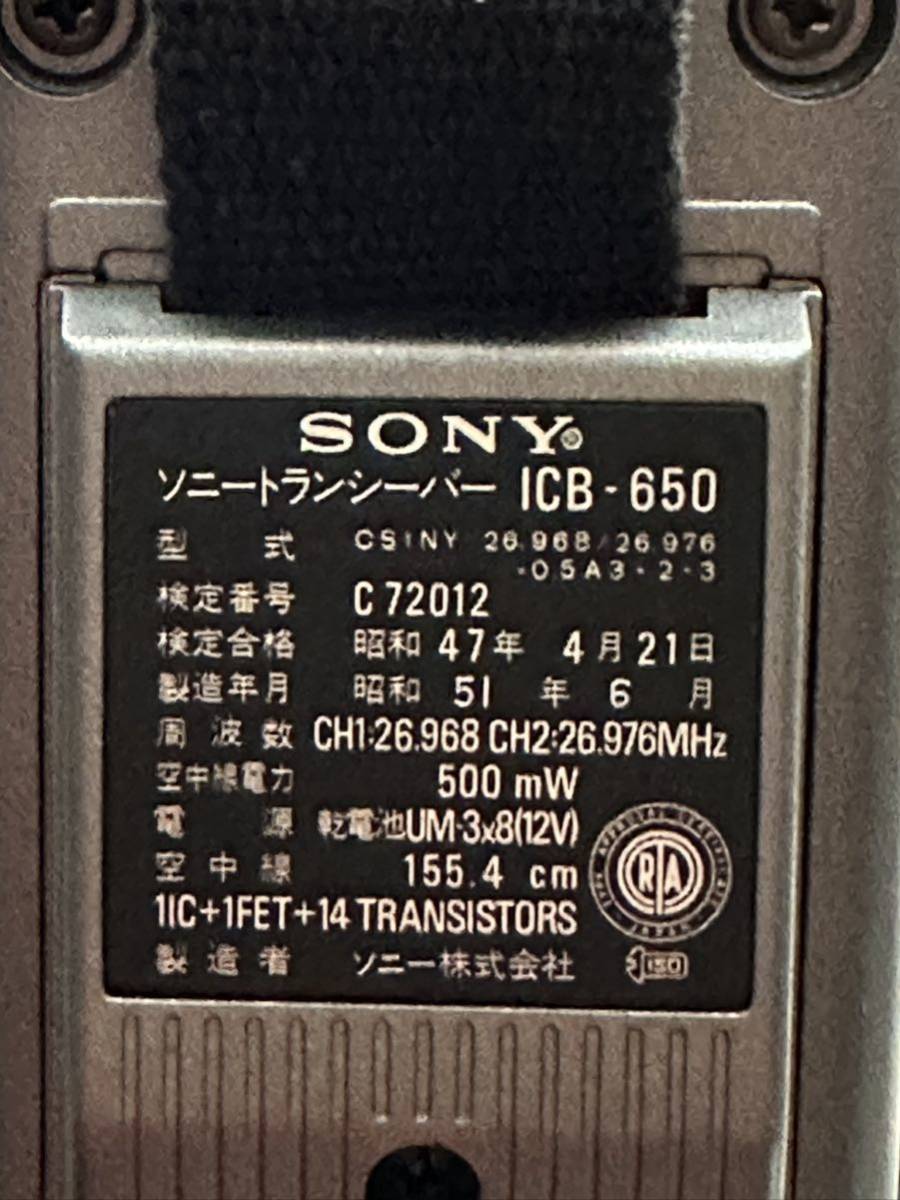 SONY®
ソニートランシーバー ICB-650
型式 CSINY 26.968/26.976
-0.5A3-2-3
検定番号 C72012
検定合格 昭和 47年 4月21日
製造年月 昭和 51 年 6 月
周波数 CH1:26.968 CH2:26.976MHz
空中線電力 500 mW
電源 乾電池UM-3x8(12V)
空中線 155.4 cm
1IC+1FET+14 TRANSISTORS
製造者 ソニー株式会社
RTA
JAPAN
ISO